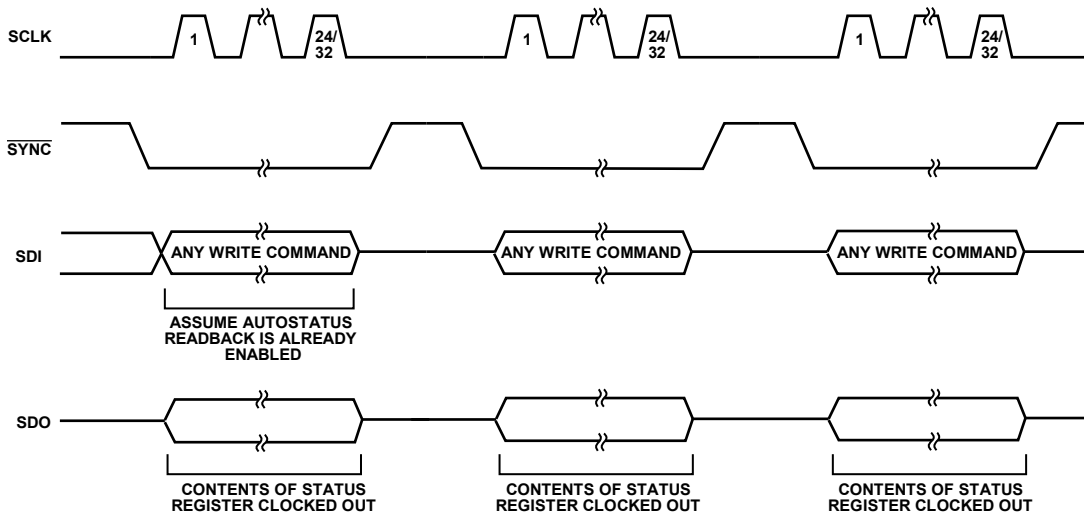 SCLK
1
24/
32
1
24/
32
1
24/
32
SYNC
SDI
ANY WRITE COMMAND
ANY WRITE COMMAND
ANY WRITE COMMAND
ASSUME AUTOSTATUS
READBACK IS ALREADY
ENABLED
SDO
CONTENTS OF STATUS
REGISTER CLOCKED OUT
CONTENTS OF STATUS
REGISTER CLOCKED OUT
CONTENTS OF STATUS
REGISTER CLOCKED OUT